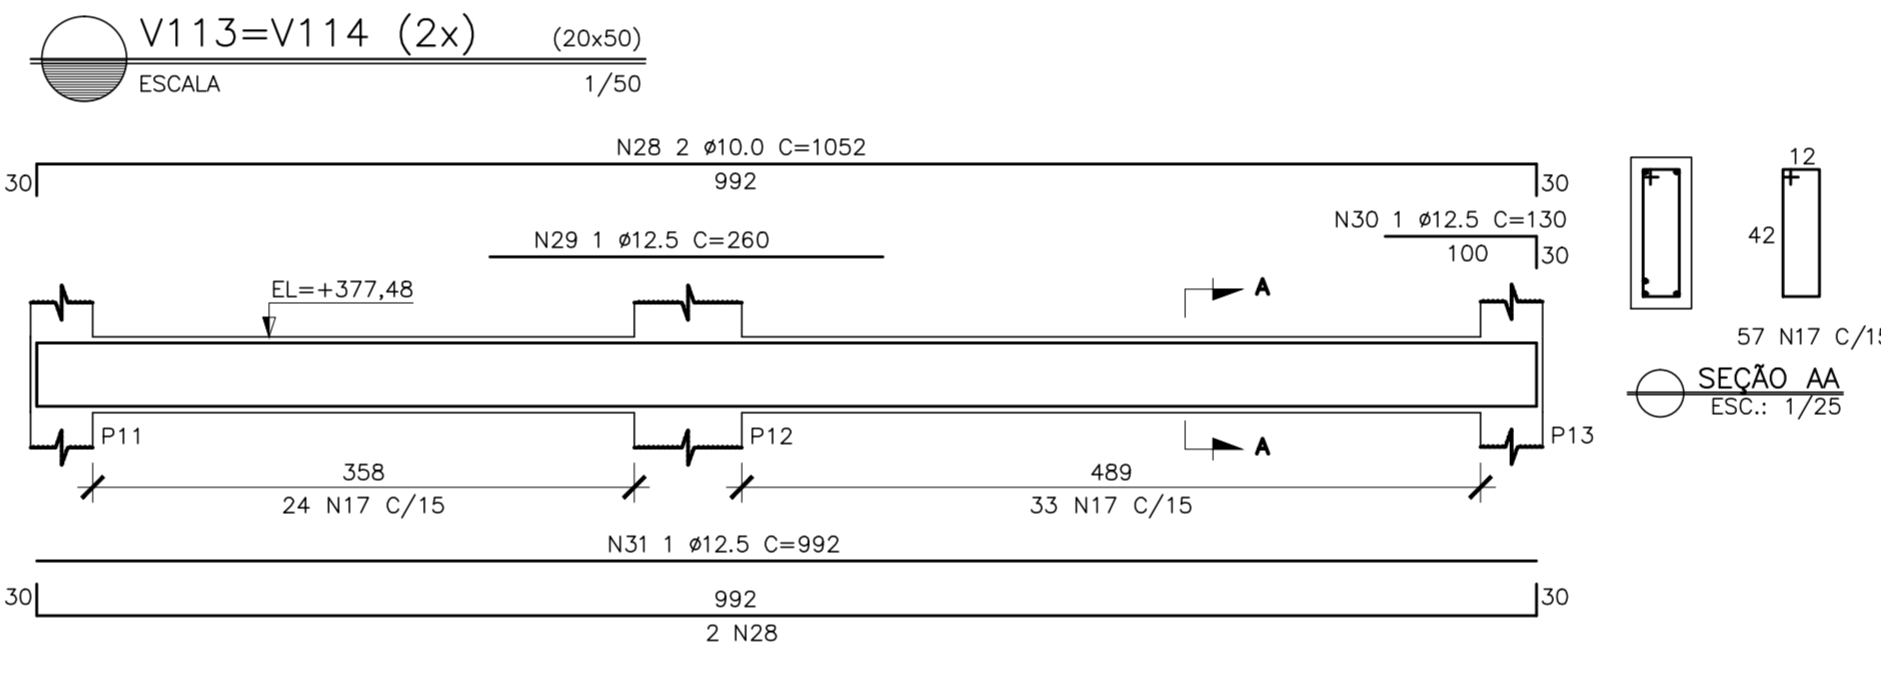 V113=V114 (2x) (20x50)
ESCALA 1/50
N28 2 ø10.0 C=1052
30 992 30
N29 1 ø12.5 C=260
N30 1 ø12.5 C=130
100 30
EL=+377,48
A
12
42
57 N17 C/15
SEÇÃO AA
ESC.: 1/25
P11 P12 A P13
358 489
24 N17 C/15 33 N17 C/15
N31 1 ø12.5 C=992
30 992 30
2 N28